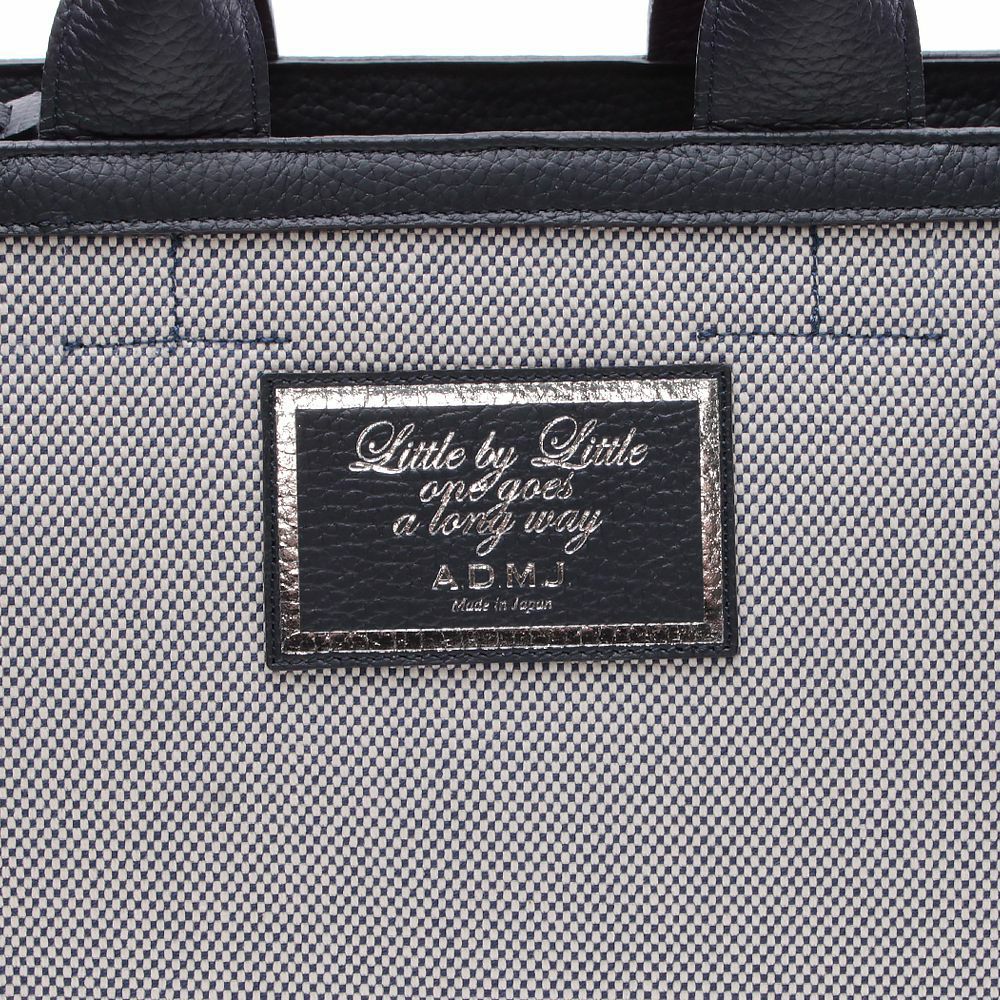 Little by Little
one goes
a long way
A.D.M.J.
Made in Japan